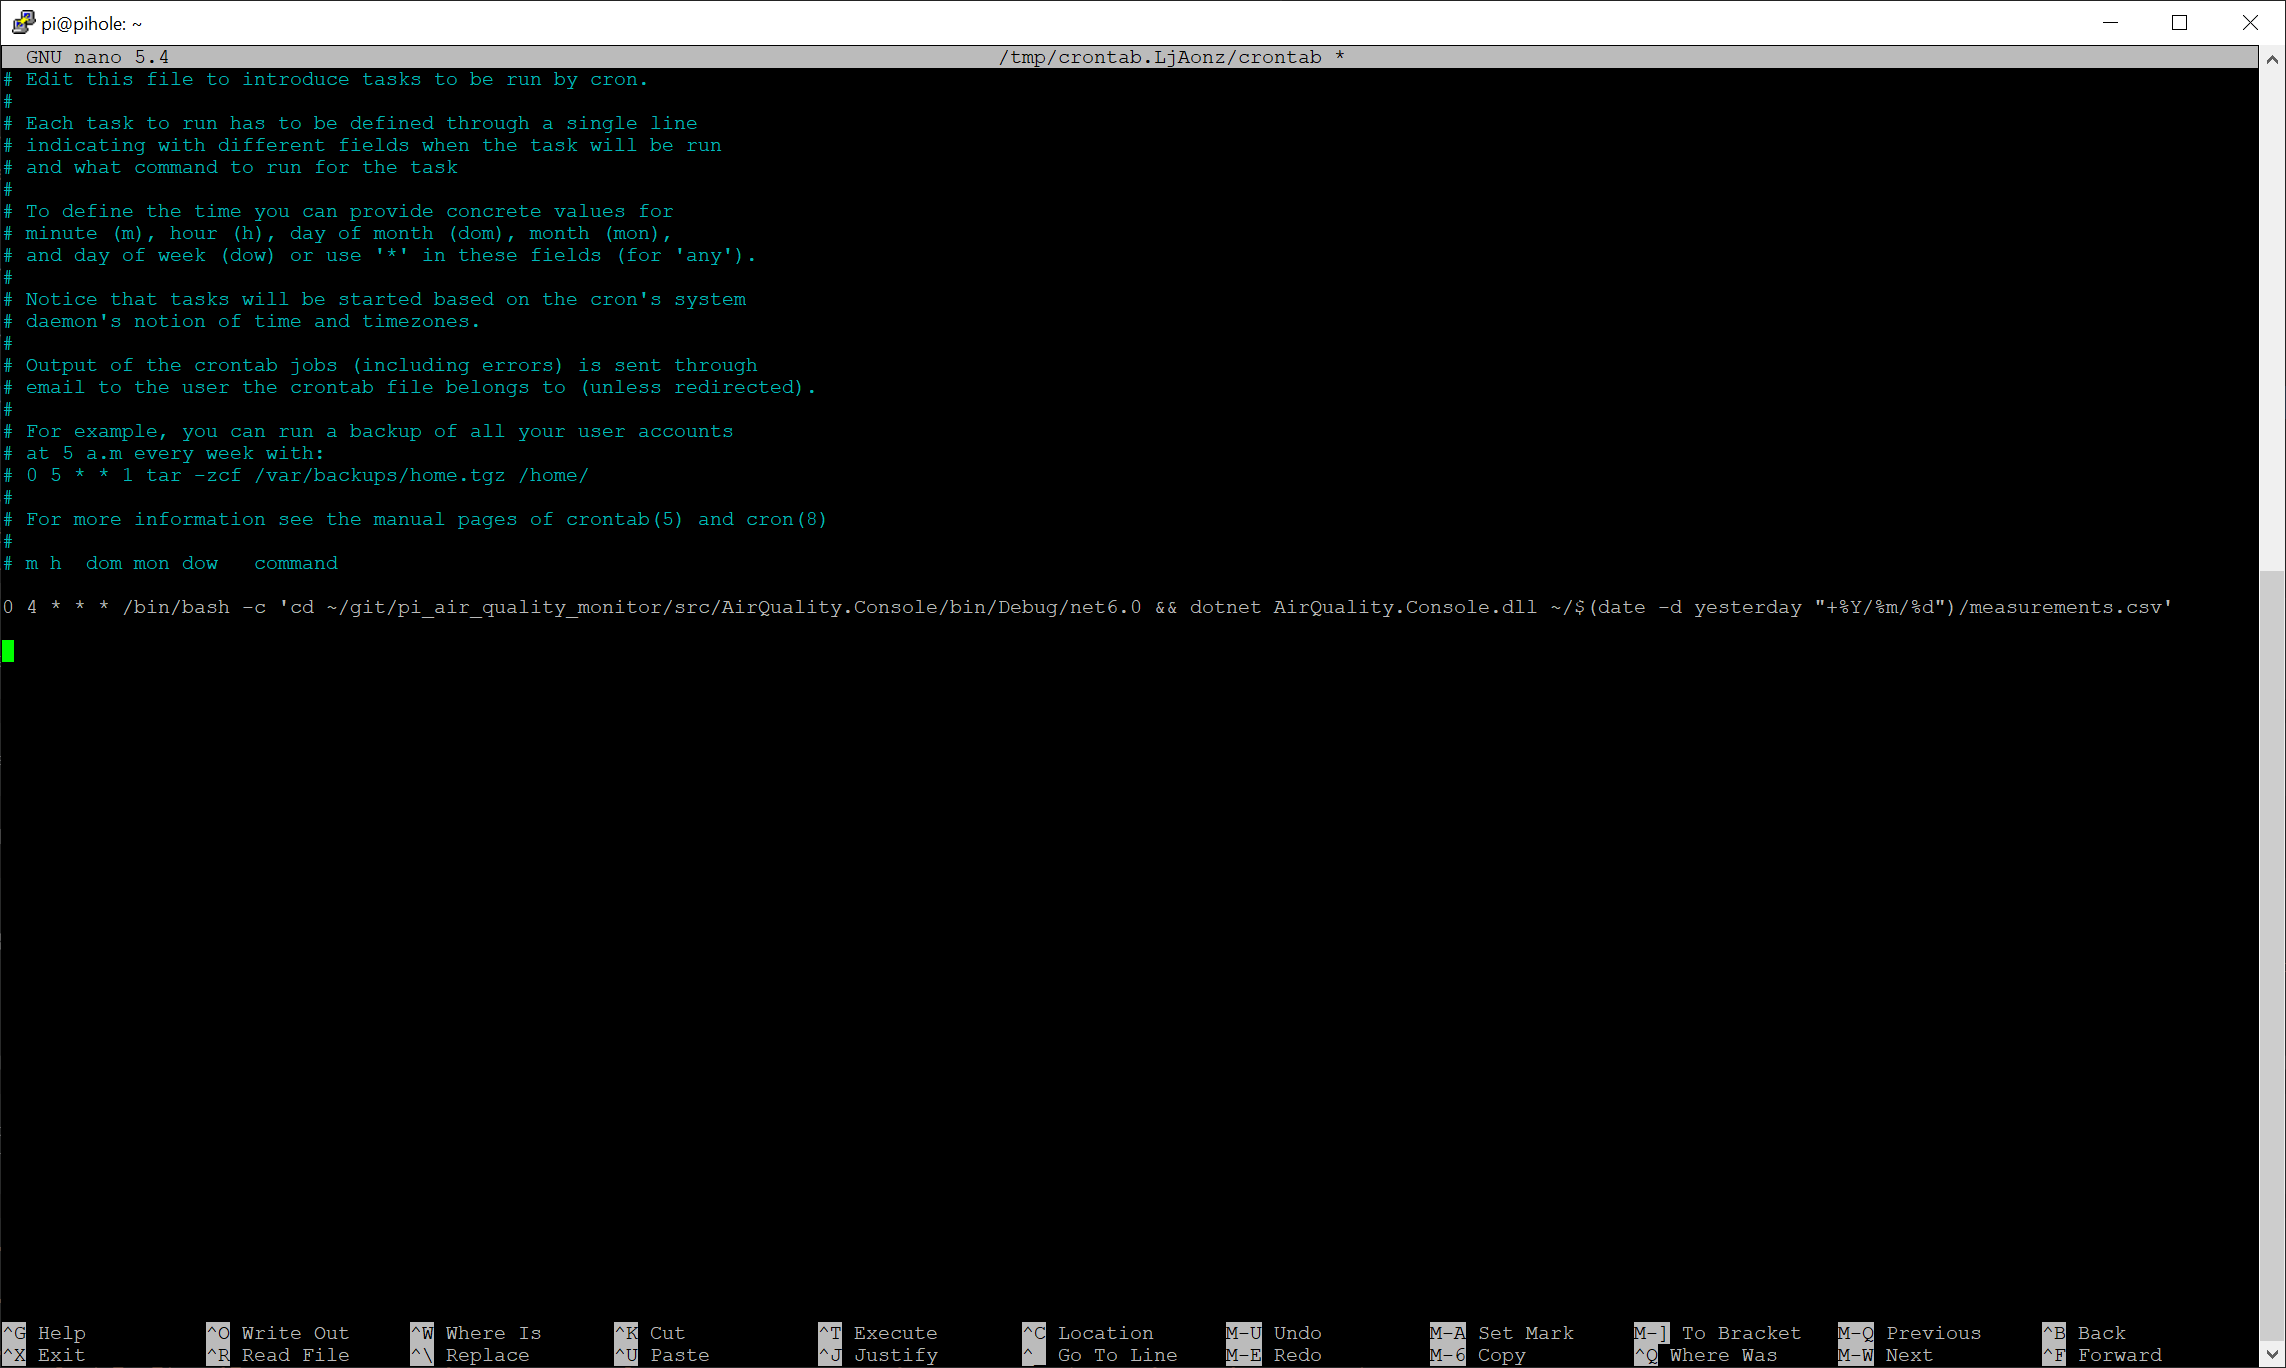 pi@pihole: ~
GNU nano 5.4 /tmp/crontab.LjAonz/crontab *
# Edit this file to introduce tasks to be run by cron.
#
# Each task to run has to be defined through a single line
# indicating with different fields when the task will be run
# and what command to run for the task
#
# To define the time you can provide concrete values for
# minute (m), hour (h), day of month (dom), month (mon),
# and day of week (dow) or use '*' in these fields (for 'any').
#
# Notice that tasks will be started based on the cron's system
# daemon's notion of time and timezones.
#
# Output of the crontab jobs (including errors) is sent through
# email to the user the crontab file belongs to (unless redirected).
#
# For example, you can run a backup of all your user accounts
# at 5 a.m every week with:
# 0 5 * * 1 tar -zcf /var/backups/home.tgz /home/
#
# For more information see the manual pages of crontab(5) and cron(8)
#
# m h  dom mon dow   command
0 4 * * * /bin/bash -c 'cd ~/git/pi_air_quality_monitor/src/AirQuality.Console/bin/Debug/net6.0 && dotnet AirQuality.Console.dll ~/$(date -d yesterday "+%Y/%m/%d")/measurements.csv'
^G Help ^O Write Out ^W Where Is ^K Cut ^T Execute ^C Location M-U Undo M-A Set Mark M-] To Bracket M-Q Previous ^B Back
^X Exit ^R Read File ^\ Replace ^U Paste ^J Justify ^_ Go To Line M-E Redo M-6 Copy ^Q Where Was M-W Next ^F Forward